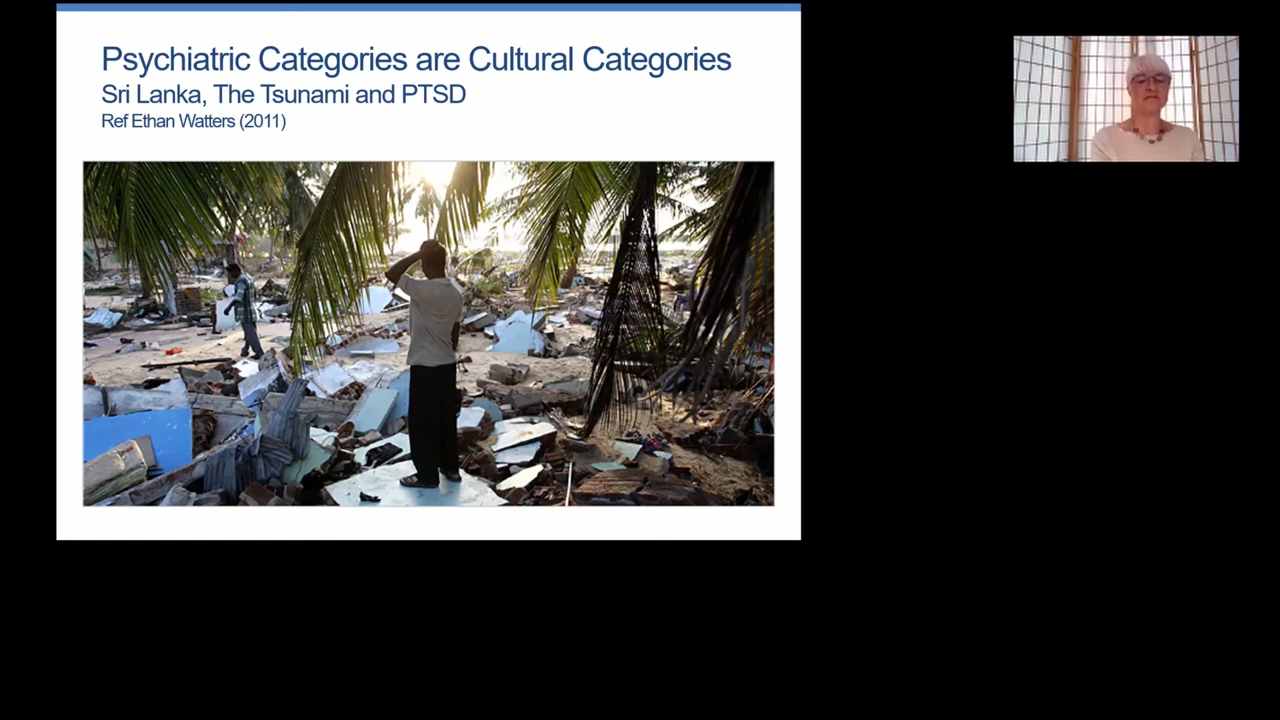 Psychiatric Categories are Cultural Categories
Sri Lanka, The Tsunami and PTSD
Ref Ethan Watters (2011)